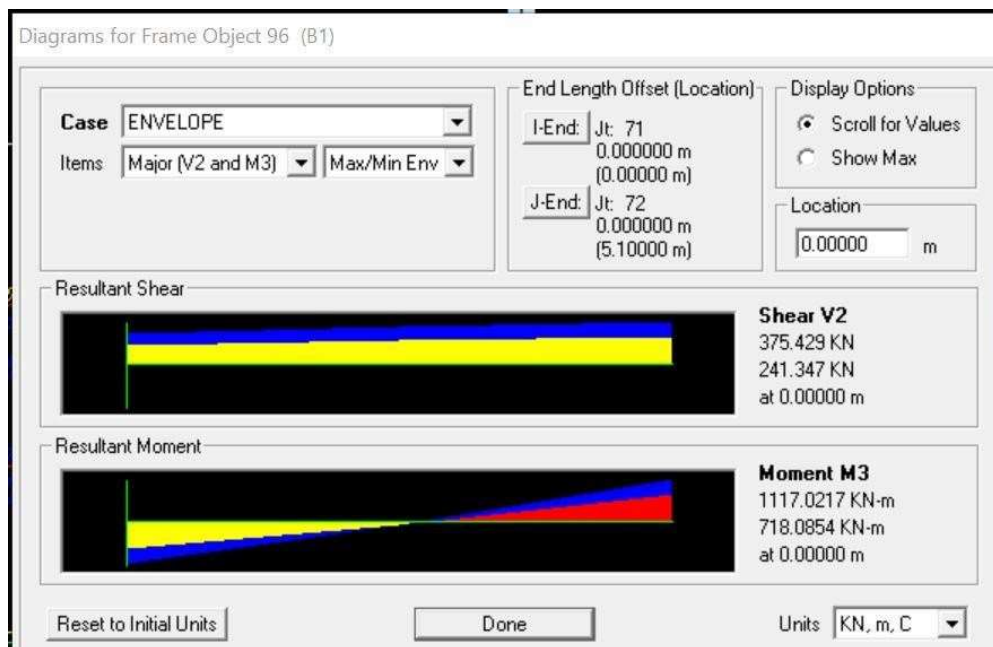 Diagrams for Frame Object 96 (B1)
Case ENVELOPE
Items Major (V2 and M3) Max/Min Env
End Length Offset (Location)
I-End: Jt: 71
0.000000 m
(0.00000 m)
J-End: Jt: 72
0.000000 m
(5.10000 m)
Display Options
Scroll for Values
Show Max
Location
0.00000 m
Resultant Shear
Shear V2
375.429 KN
241.347 KN
at 0.00000 m
Resultant Moment
Moment M3
1117.0217 KN-m
718.0854 KN-m
at 0.00000 m
Reset to Initial Units
Done
Units KN, m, C